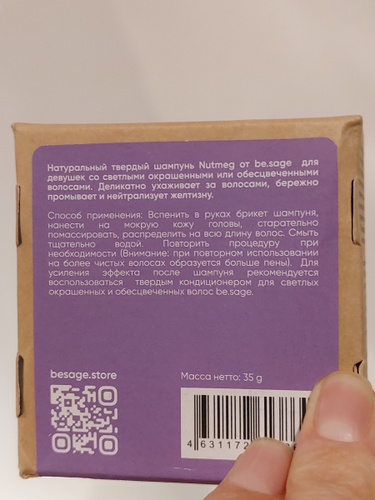 Натуральный твердый шампунь Nutmeg от be.sage для
девушек со светлыми окрашенными или обесцвеченными
волосами. Деликатно ухаживает за волосами, бережно
промывает и нейтрализует желтизну.
Способ применения: Вспенить в руках брикет шампуня,
нанести на мокрую кожу головы, старательно
помассировать, распределить на всю длину волос. Смыть
тщательно водой. Повторить процедуру при
необходимости (Внимание: при повторном использовании
на более чистых волосах образуется больше пены). Для
усиления эффекта после шампуня рекомендуется
воспользоваться твердым кондиционером для светлых
окрашенных и обесцвеченных волос be.sage.
besage.store
Масса нетто: 35 g
4 631172